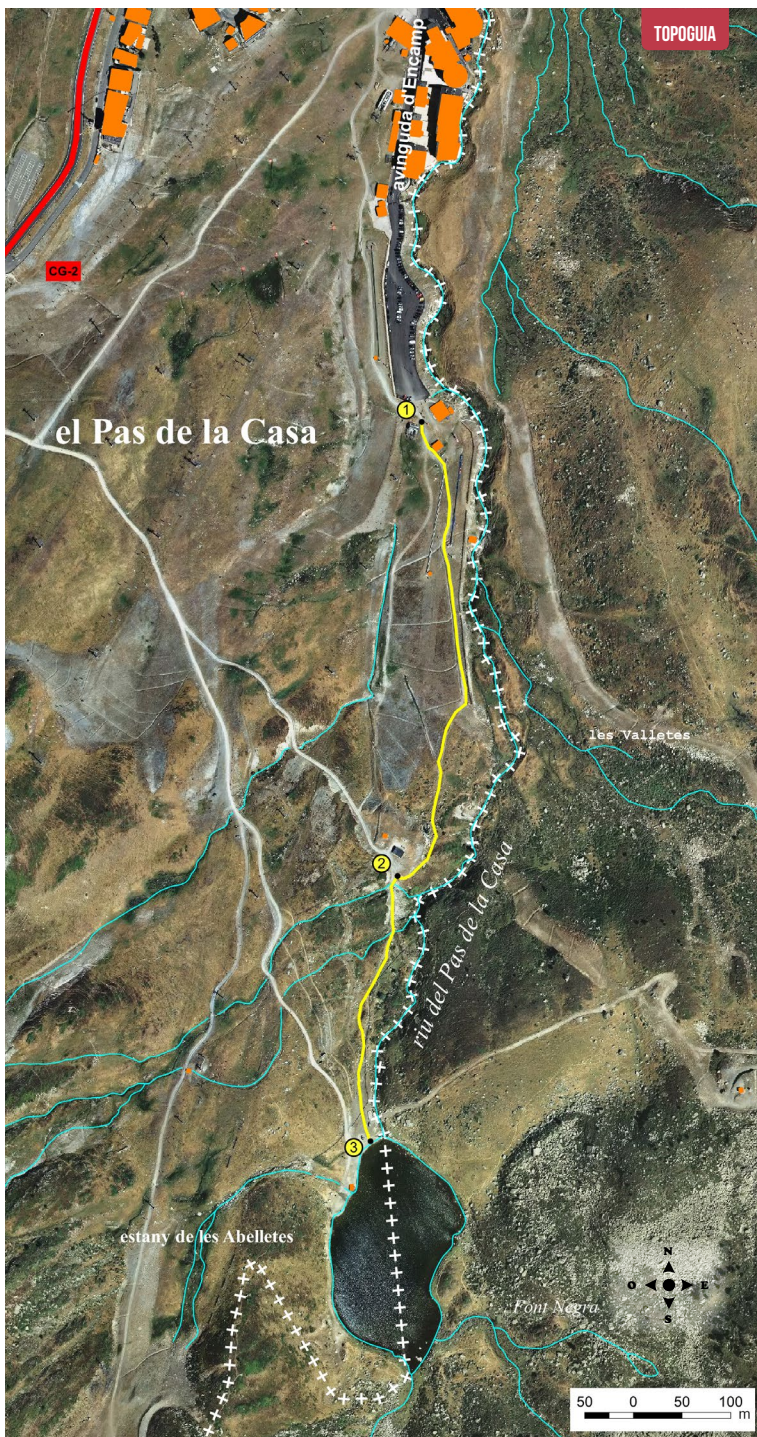 TOPOGUIA
avinguda d'Encamp
CG-2
1
el Pas de la Casa
les Valletes
2
riu del Pas de la Casa
3
estany de les Abelletes
N
O E
S
Font Negra
50 0 50 100
m